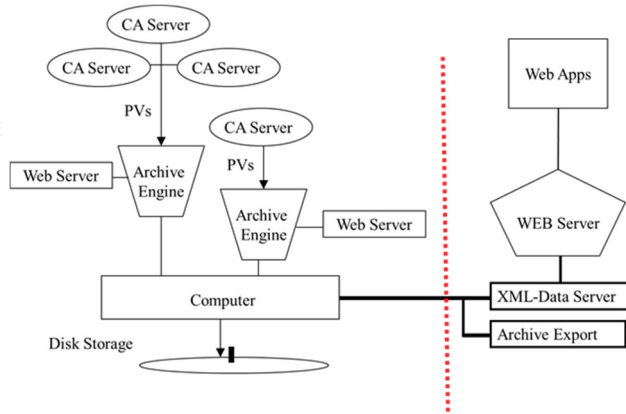 CA Server
CA Server
CA Server
PVs
CA Server
PVs
Web Server
Archive
Engine
Archive
Engine
Web Server
Computer
Disk Storage
Web Apps
WEB Server
XML-Data Server
Archive Export